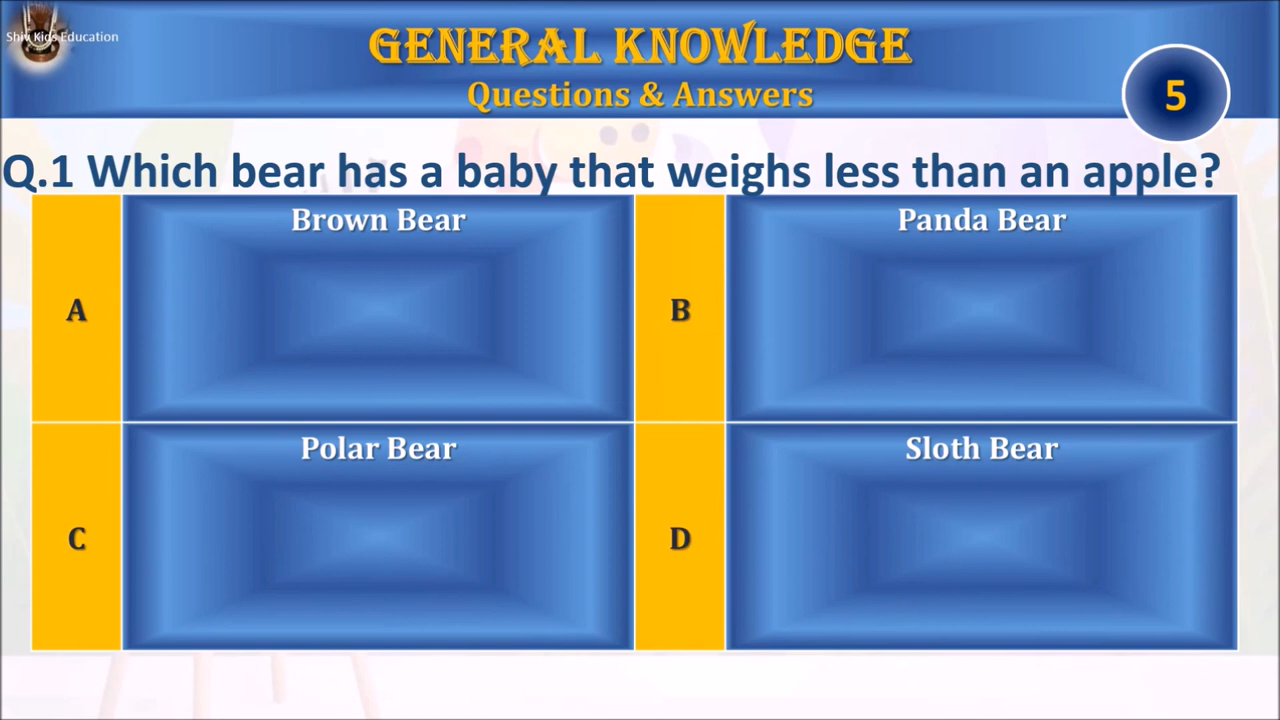 Shiv Kids Education
GENERAL KNOWLEDGE
Questions & Answers
5
Q.1 Which bear has a baby that weighs less than an apple?
A
Brown Bear
B
Panda Bear
C
Polar Bear
D
Sloth Bear